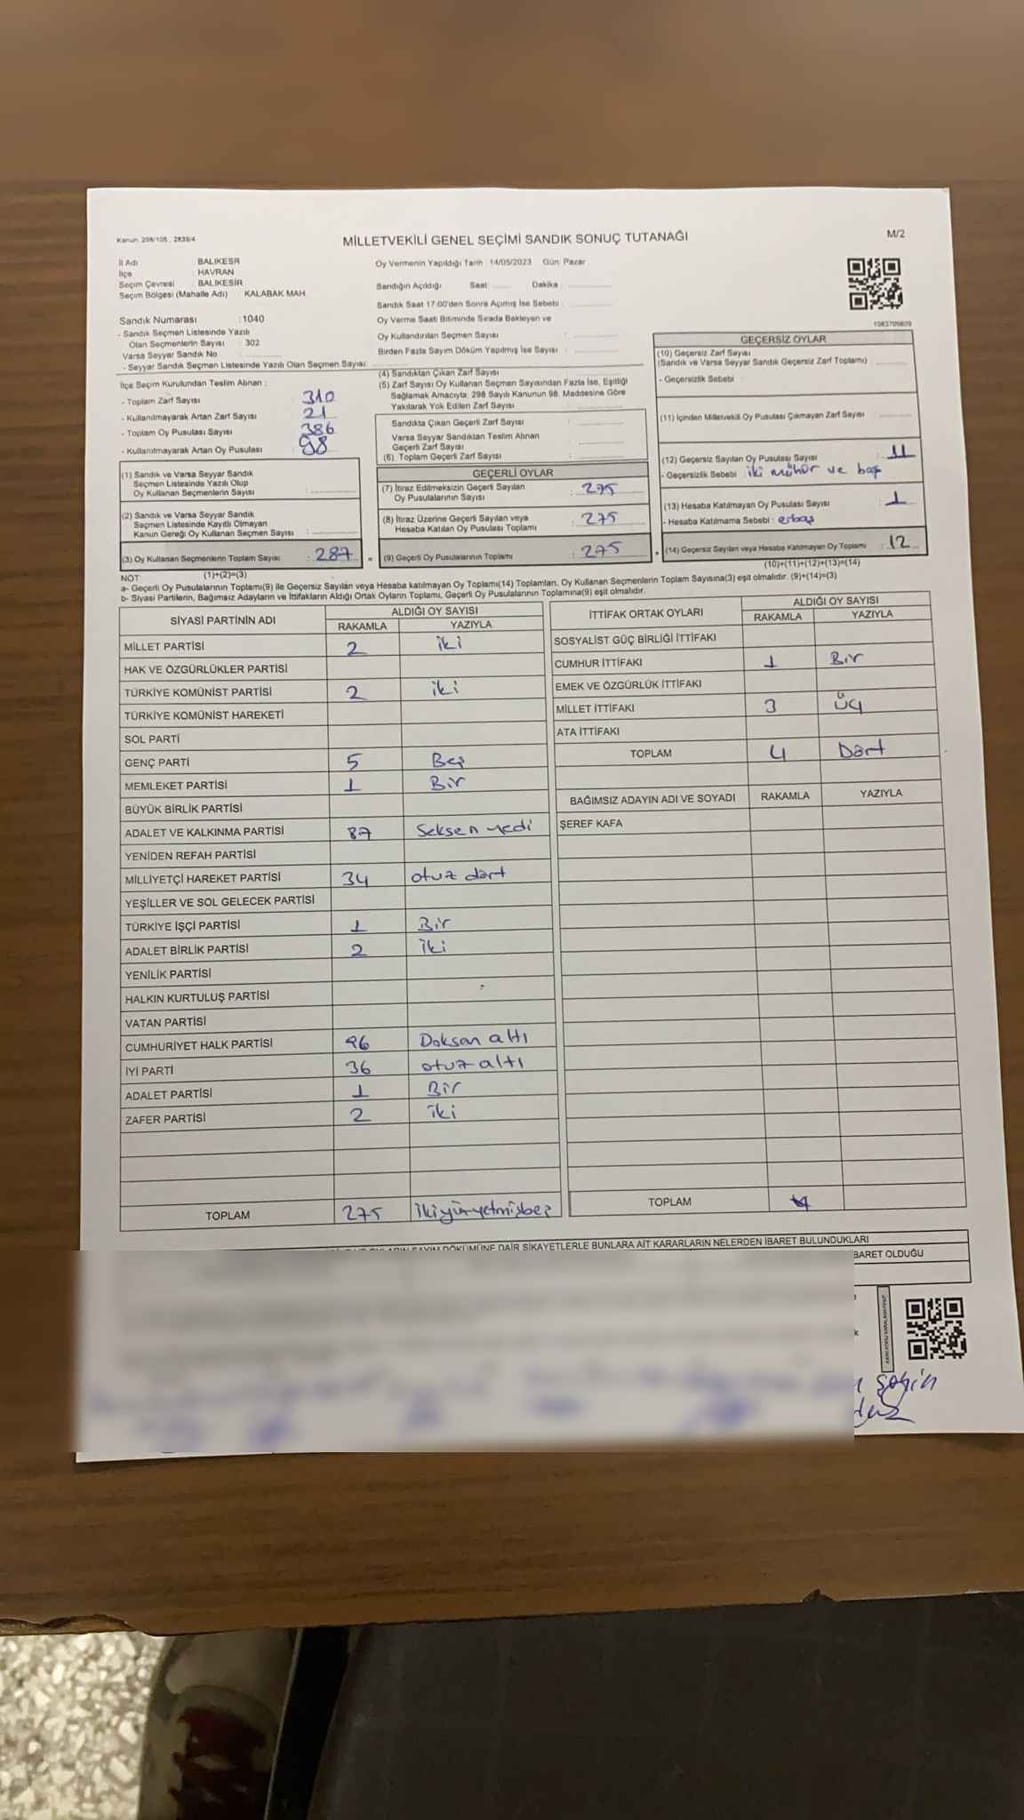 Kanun 298/105 , 2839/4
MİLLETVEKİLİ GENEL SEÇİMİ SANDIK SONUÇ TUTANAĞI
M/2
İl Adı BALIKESİR
İlçe HAVRAN
Seçim Çevresi BALIKESİR
Seçim Bölgesi (Mahalle Adı) KALABAK MAH
Sandık Numarası : 1040
- Sandık Seçmen Listesinde Yazılı
Olan Seçmenlerin Sayısı : 302
Varsa Seyyar Sandık No
- Seyyar Sandık Seçmen Listesinde Yazılı Olan Seçmen Sayısı
İlçe Seçim Kurulundan Teslim Alınan :
- Toplam Zarf Sayısı 310
- Kullanılmayarak Artan Zarf Sayısı 21
- Toplam Oy Pusulası Sayısı 386
- Kullanılmayarak Artan Oy Pusulası 98
(1) Sandık ve Varsa Seyyar Sandık
Seçmen Listesinde Yazılı Olup
Oy Kullanan Seçmenlerin Sayısı
(2) Sandık ve Varsa Seyyar Sandık
Seçmen Listesinde Kayıtlı Olmayan
Kanun Gereği Oy Kullanan Seçmen Sayısı
(3) Oy Kullanan Seçmenlerin Toplam Sayısı : 287
(1)+(2)=(3)
Oy Vermenin Yapıldığı Tarih : 14/05/2023 Gün: Pazar
Sandığın Açıldığı Saat Dakika :
Sandık Saat 17:00'den Sonra Açılmış İse Sebebi :
Oy Verme Saati Bitiminde Sırada Bekleyen ve
Oy Kullandırılan Seçmen Sayısı
Birden Fazla Sayım Döküm Yapılmış İse Sayısı :
(4) Sandıktan Çıkan Zarf Sayısı
(5) Zarf Sayısı Oy Kullanan Seçmen Sayısından Fazla İse, Eşitliği
Sağlamak Amacıyla, 298 Sayılı Kanunun 98. Maddesine Göre
Yakılarak Yok Edilen Zarf Sayısı
Sandıkta Çıkan Geçerli Zarf Sayısı
Varsa Seyyar Sandıktan Teslim Alınan
Geçerli Zarf Sayısı
(6) Toplam Geçerli Zarf Sayısı
GEÇERLİ OYLAR
(7) İtiraz Edilmeksizin Geçerli Sayılan
Oy Pusulalarının Sayısı : 275
(8) İtiraz Üzerine Geçerli Sayılan veya
Hesaba Katılan Oy Pusulası Toplamı : 275
(9) Geçerli Oy Pusulalarının Toplamı : 275
GEÇERSİZ OYLAR
(10) Geçersiz Zarf Sayısı
(Sandık ve Varsa Seyyar Sandık Geçersiz Zarf Toplamı)
- Geçersizlik Sebebi
(11) İçinden Milletvekili Oy Pusulası Çıkmayan Zarf Sayısı
(12) Geçersiz Sayılan Oy Pusulası Sayısı : 11
- Geçersizlik Sebebi : iki mühür ve boş
(13) Hesaba Katılmayan Oy Pusulası Sayısı : 1
- Hesaba Katılmama Sebebi :
(14) Geçersiz Sayılan veya Hesaba Katılmayan Oy Toplamı : 12
(10)+(11)+(12)+(13)=(14)
NOT
a- Geçerli Oy Pusulalarının Toplamı(9) ile Geçersiz Sayılan veya Hesaba katılmayan Oy Toplamı(14) Toplamları, Oy Kullanan Seçmenlerin Toplam Sayısına(3) eşit olmalıdır. (9)+(14)=(3)
b- Siyasi Partilerin, Bağımsız Adayların ve İttifakların Aldığı Oyların Toplamı, Geçerli Oy Pusulalarının Toplamına(9) eşit olmalıdır.
SİYASİ PARTİNİN ADI ALDIĞI OY SAYISI
RAKAMLA YAZIYLA
MİLLET PARTİSİ 2 iki
HAK VE ÖZGÜRLÜKLER PARTİSİ
TÜRKİYE KOMÜNİST PARTİSİ 2 iki
TÜRKİYE KOMÜNİST HAREKETİ
SOL PARTİ
GENÇ PARTİ 5 Beş
MEMLEKET PARTİSİ 1 Bir
BÜYÜK BİRLİK PARTİSİ
ADALET VE KALKINMA PARTİSİ 87 Seksen yedi
YENİDEN REFAH PARTİSİ
MİLLİYETÇİ HAREKET PARTİSİ 34 otuz dört
YEŞİLLER VE SOL GELECEK PARTİSİ
TÜRKİYE İŞÇİ PARTİSİ 1 Bir
ADALET BİRLİK PARTİSİ 2 iki
YENİLİK PARTİSİ
HALKIN KURTULUŞ PARTİSİ
VATAN PARTİSİ
CUMHURİYET HALK PARTİSİ 96 Doksan altı
İYİ PARTİ 36 otuz altı
ADALET PARTİSİ 1 Bir
ZAFER PARTİSİ 2 iki
TOPLAM 275 İkiyüzyetmişbeş
İTTİFAK ORTAK OYLARI ALDIĞI OY SAYISI
RAKAMLA YAZIYLA
SOSYALİST GÜÇ BİRLİĞİ İTTİFAKI
CUMHUR İTTİFAKI 1 Bir
EMEK VE ÖZGÜRLÜK İTTİFAKI
MİLLET İTTİFAKI 3 Üç
ATA İTTİFAKI
TOPLAM 4 Dört
BAĞIMSIZ ADAYIN ADI VE SOYADI RAKAMLA YAZIYLA
ŞEREF KAFA
TOPLAM
DÖKÜMÜNE DAİR ŞİKAYETLERLE BUNLARA AİT KARARLARIN NELERDEN İBARET BULUNDUKLARI
BARET OLDUĞU